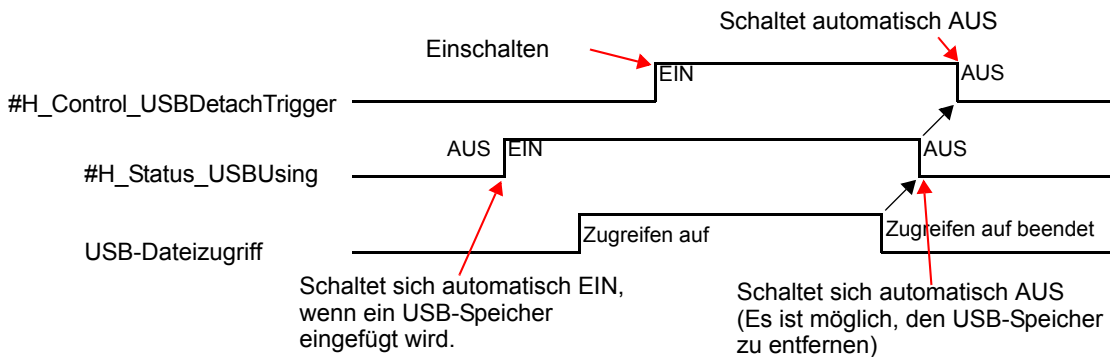 Schaltet automatisch AUS
Einschalten
EIN
AUS
#H_Control_USBDetachTrigger
AUS
EIN
AUS
#H_Status_USBUsing
Zugreifen auf
Zugreifen auf beendet
USB-Dateizugriff
Schaltet sich automatisch EIN,
wenn ein USB-Speicher
eingefügt wird.
Schaltet sich automatisch AUS
(Es ist möglich, den USB-Speicher
zu entfernen)